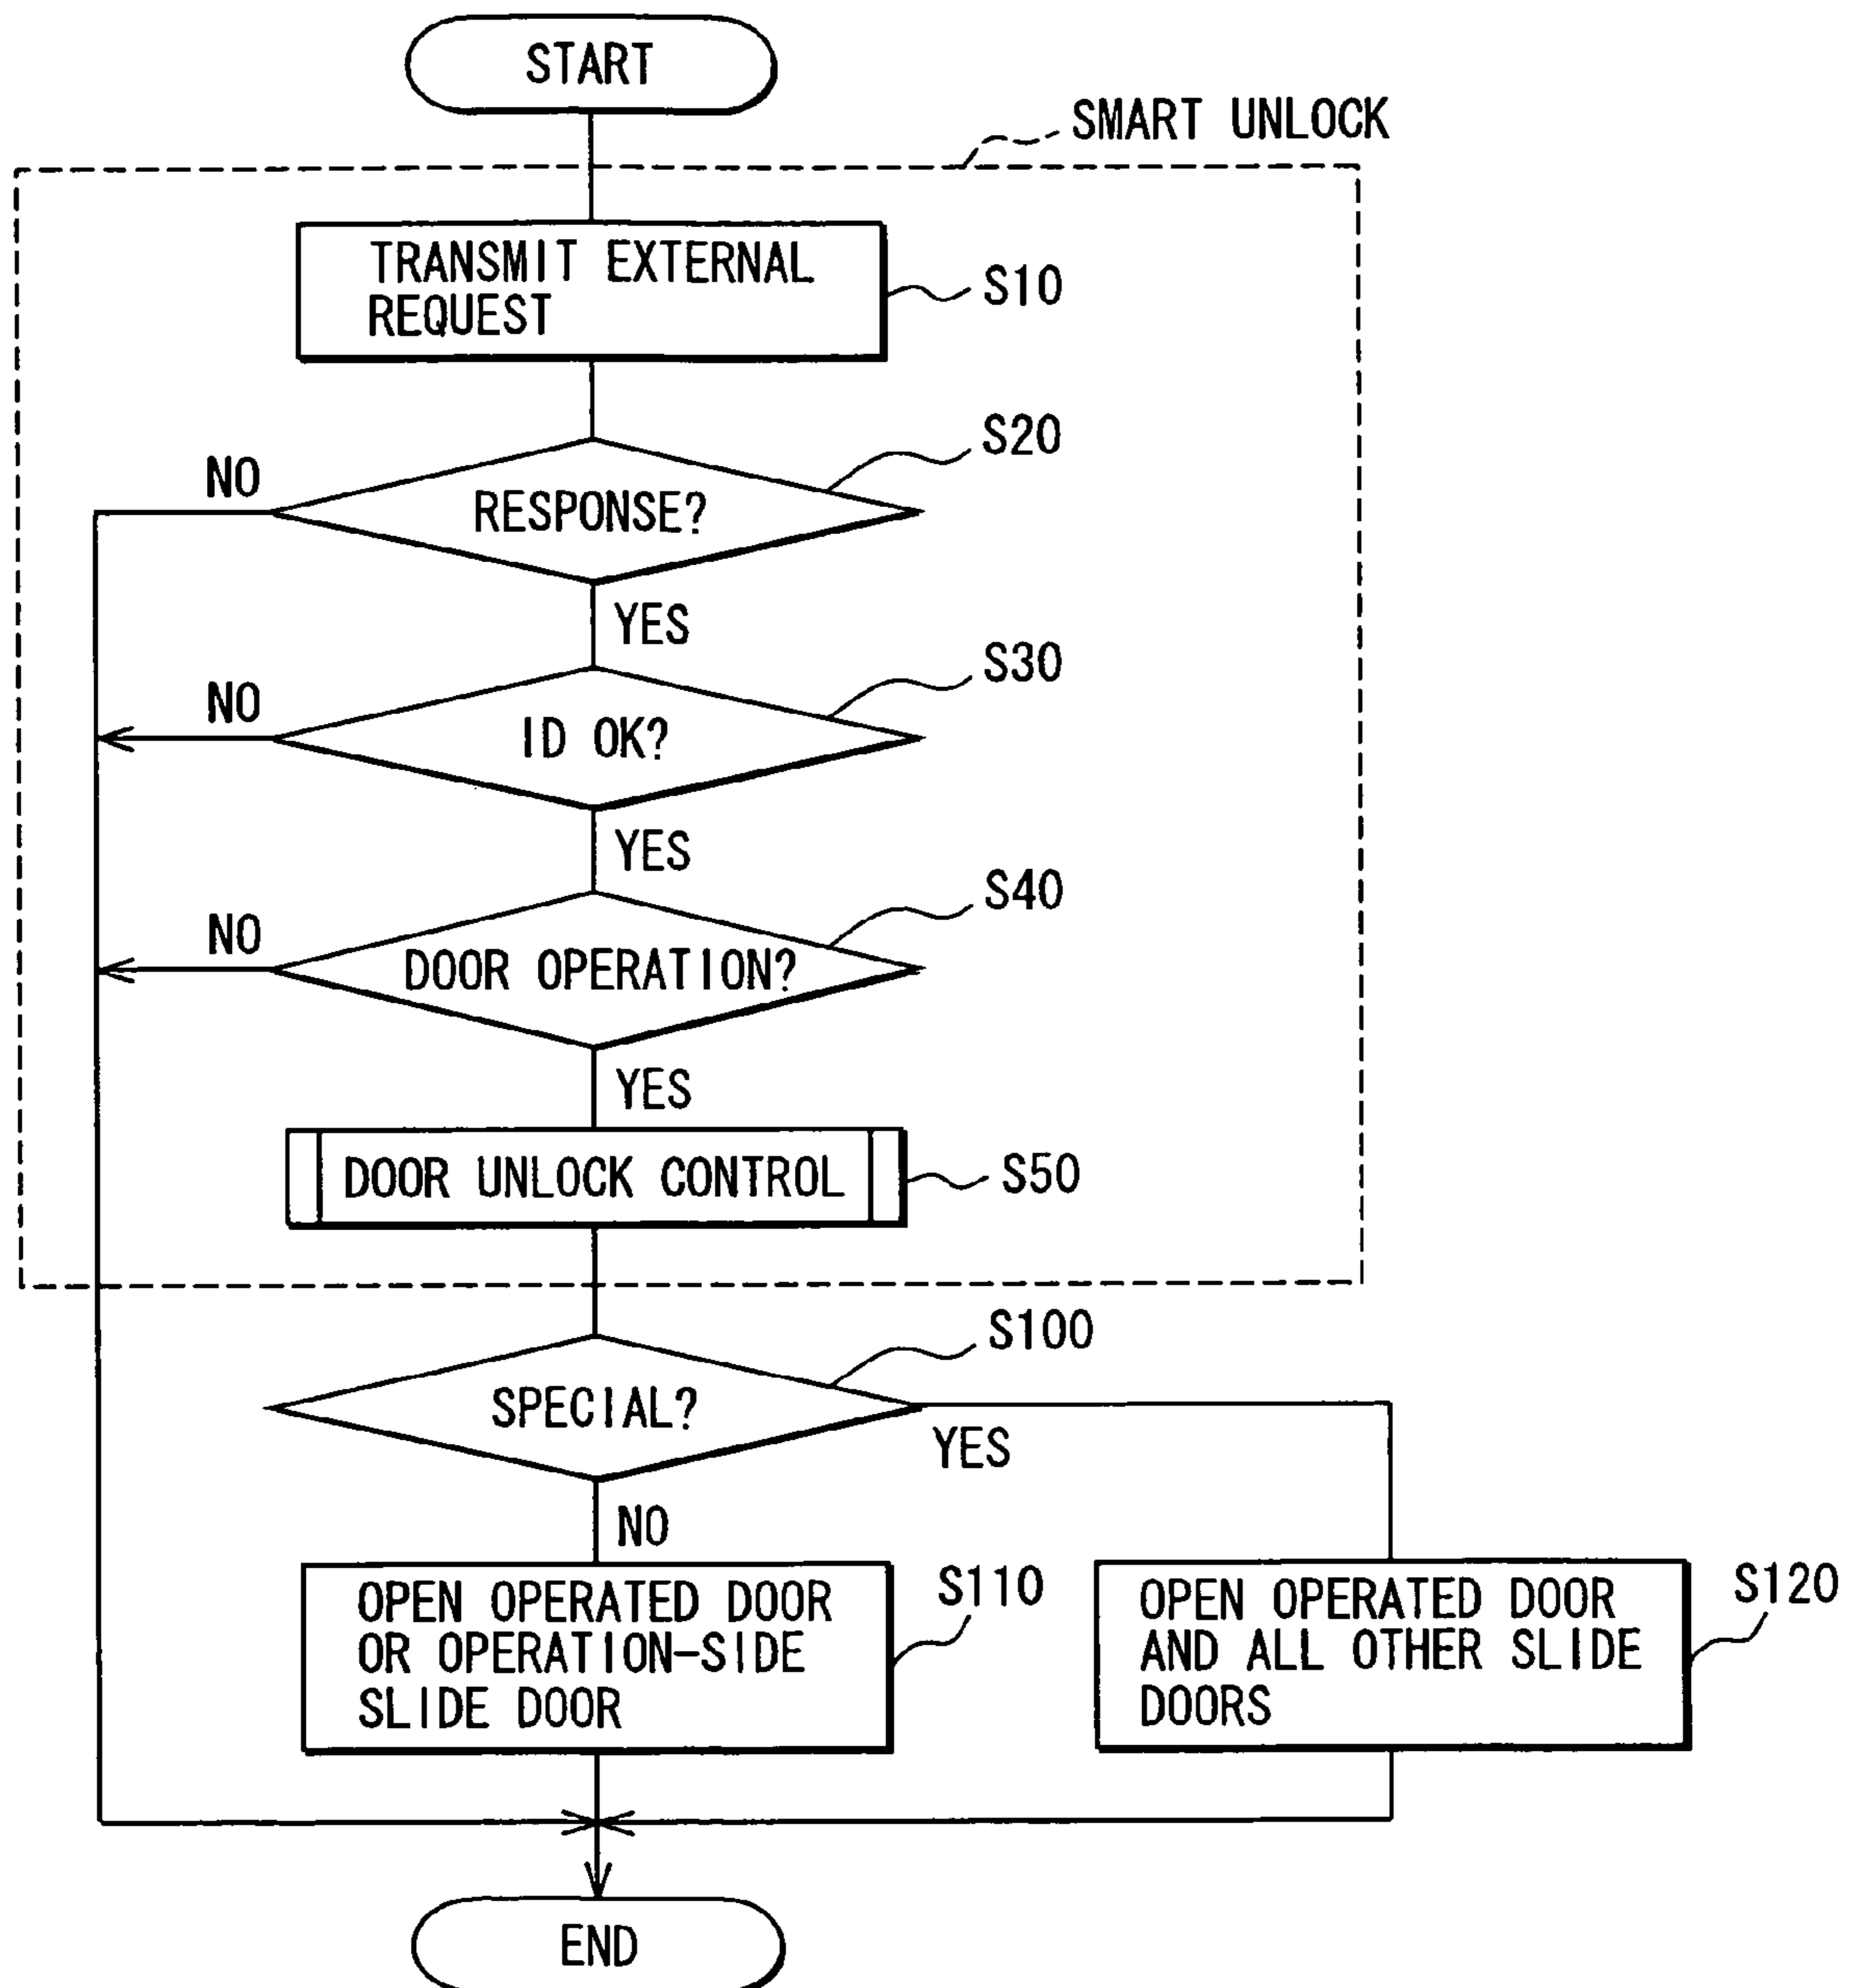 START
SMART UNLOCK
TRANSMIT EXTERNAL
REQUEST
S10
S20
NO
RESPONSE?
YES
S30
NO
ID OK?
YES
S40
NO
DOOR OPERATION?
YES
DOOR UNLOCK CONTROL
S50
S100
SPECIAL?
YES
NO
OPEN OPERATED DOOR
OR OPERATION-SIDE
SLIDE DOOR
S110
OPEN OPERATED DOOR
AND ALL OTHER SLIDE
DOORS
S120
END